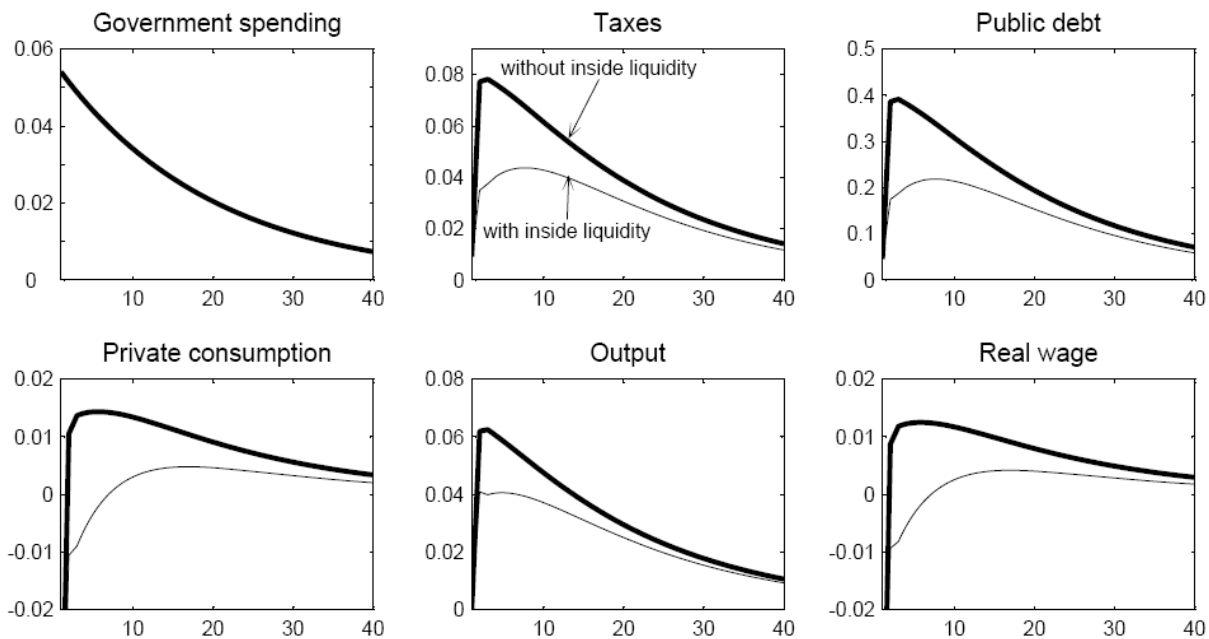 Government spending
0.06
0.04
0.02
0
10 20 30 40
Taxes
without inside liquidity
with inside liquidity
0.08
0.06
0.04
0.02
0
10 20 30 40
Public debt
0.5
0.4
0.3
0.2
0.1
0
10 20 30 40
Private consumption
0.02
0.01
0
-0.01
-0.02
10 20 30 40
Output
0.08
0.06
0.04
0.02
0
10 20 30 40
Real wage
0.02
0.01
0
-0.01
-0.02
10 20 30 40